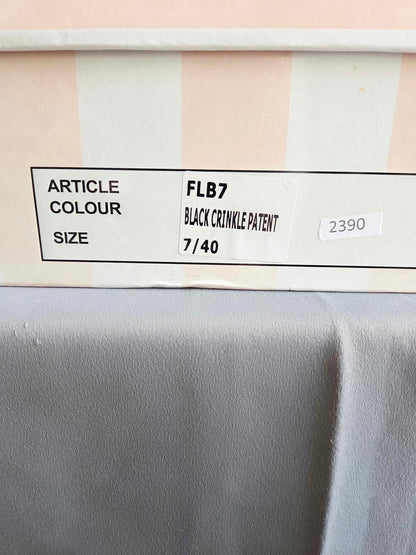 ARTICLE FLB7
COLOUR BLACK CRINKLE PATENT
2390
SIZE 7/40